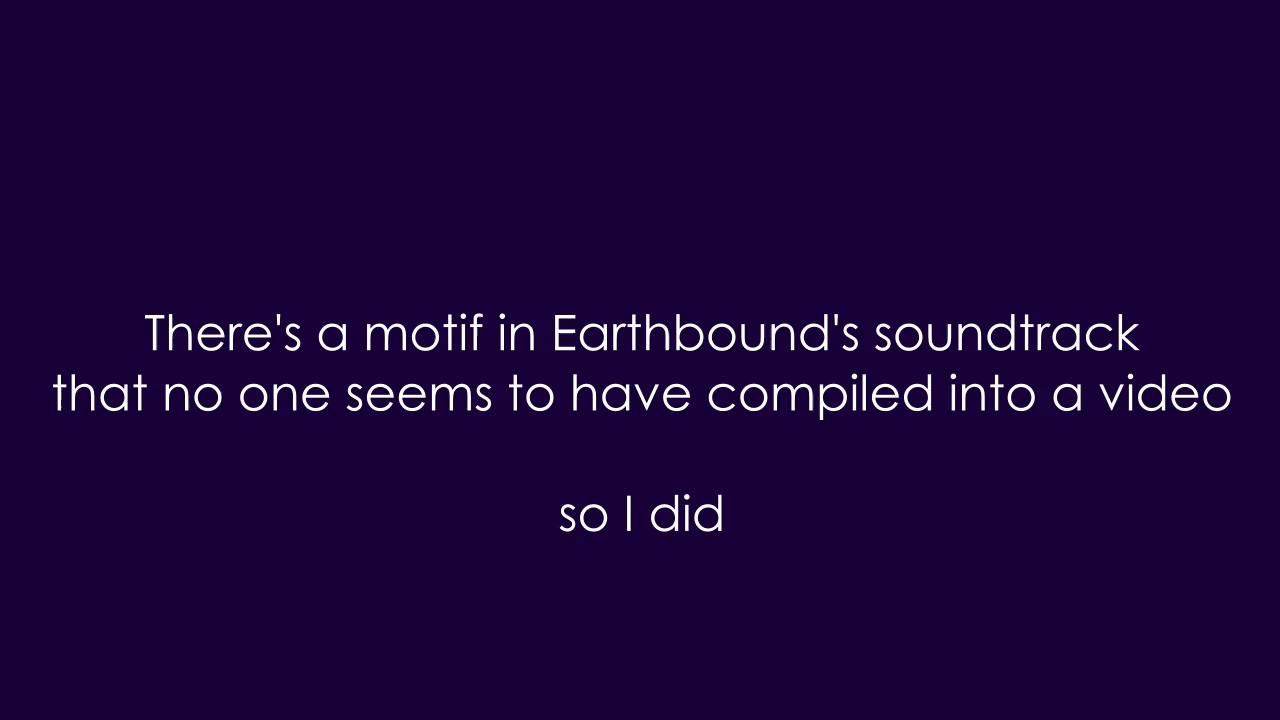 There's a motif in Earthbound's soundtrack
that no one seems to have compiled into a video
so I did